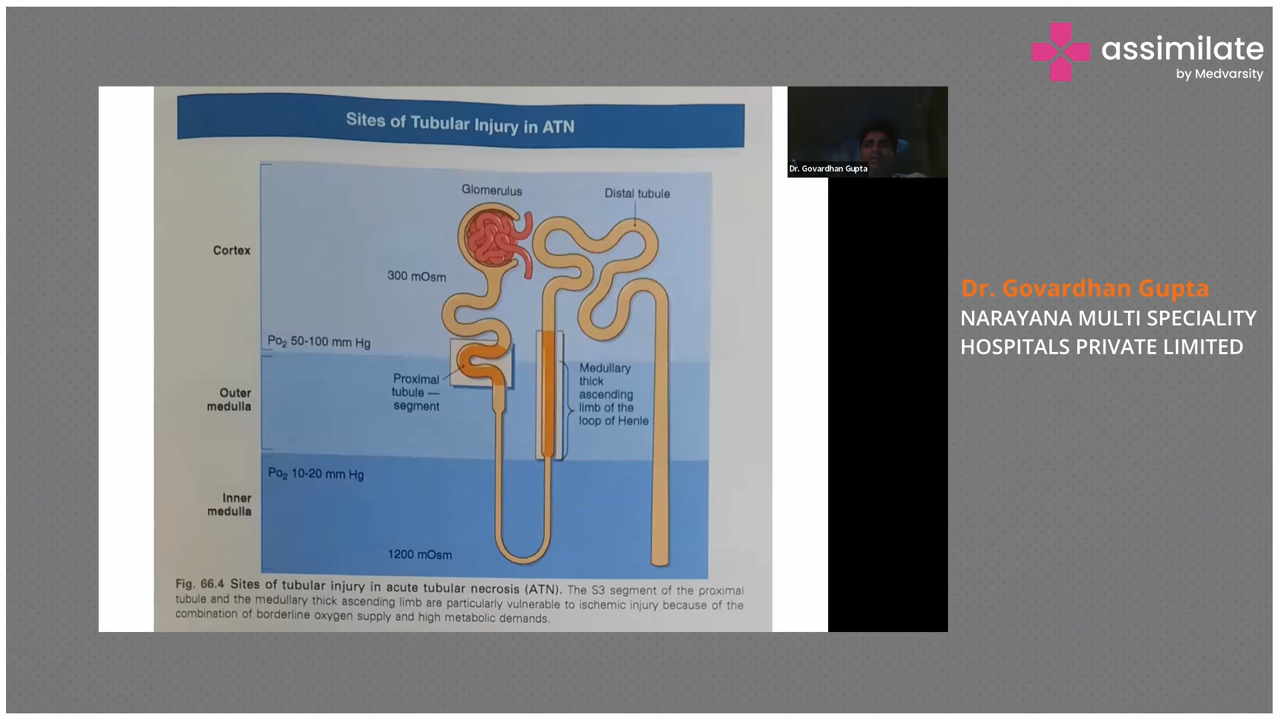 assimilate
by Medvarsity
Sites of Tubular Injury in ATN
Dr. Govardhan Gupta
Glomerulus
Distal tubule
Cortex
300 mOsm
Po2 50-100 mm Hg
Proximal
tubule —
segment
Medullary
thick
ascending
limb of the
loop of Henle
Outer
medulla
Po2 10-20 mm Hg
Inner
medulla
1200 mOsm
Fig. 66.4 Sites of tubular injury in acute tubular necrosis (ATN). The S3 segment of the proximal
tubule and the medullary thick ascending limb are particularly vulnerable to ischemic injury because of the
combination of borderline oxygen supply and high metabolic demands.
Dr. Govardhan Gupta
NARAYANA MULTI SPECIALITY
HOSPITALS PRIVATE LIMITED